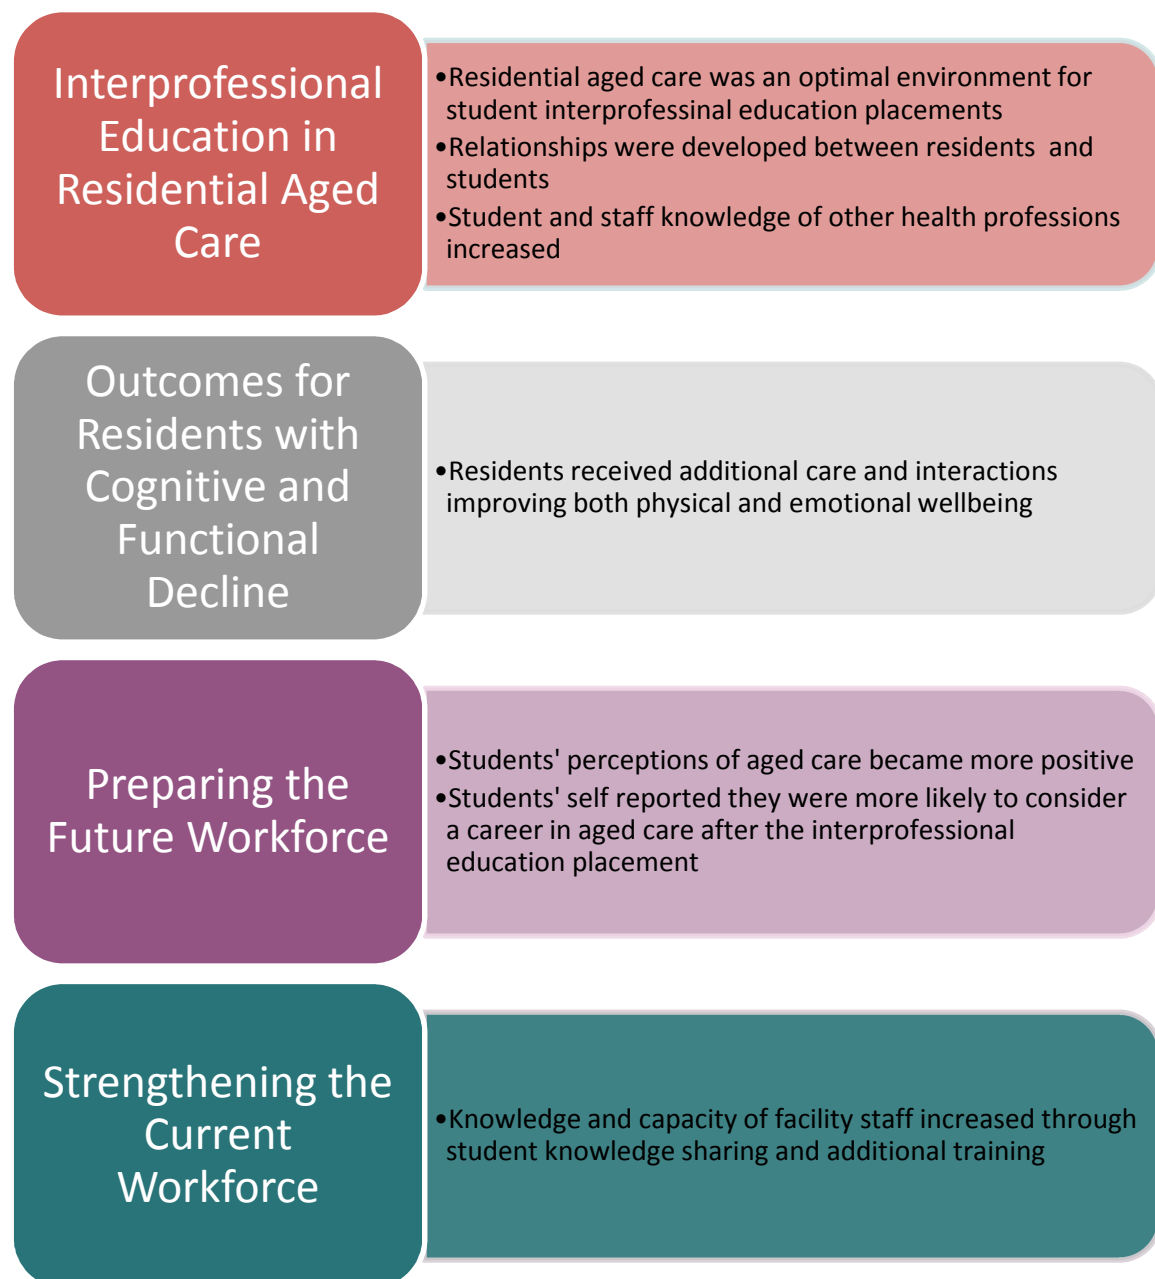 Interprofessional
Education in
Residential Aged
Care
•Residential aged care was an optimal environment for
student interprofessinal education placements
•Relationships were developed between residents and
students
•Student and staff knowledge of other health professions
increased
Outcomes for
Residents with
Cognitive and
Functional
Decline
•Residents received additional care and interactions
improving both physical and emotional wellbeing
Preparing the
Future Workforce
•Students' perceptions of aged care became more positive
•Students' self reported they were more likely to consider
a career in aged care after the interprofessional
education placement
Strengthening the
Current
Workforce
•Knowledge and capacity of facility staff increased through
student knowledge sharing and additional training